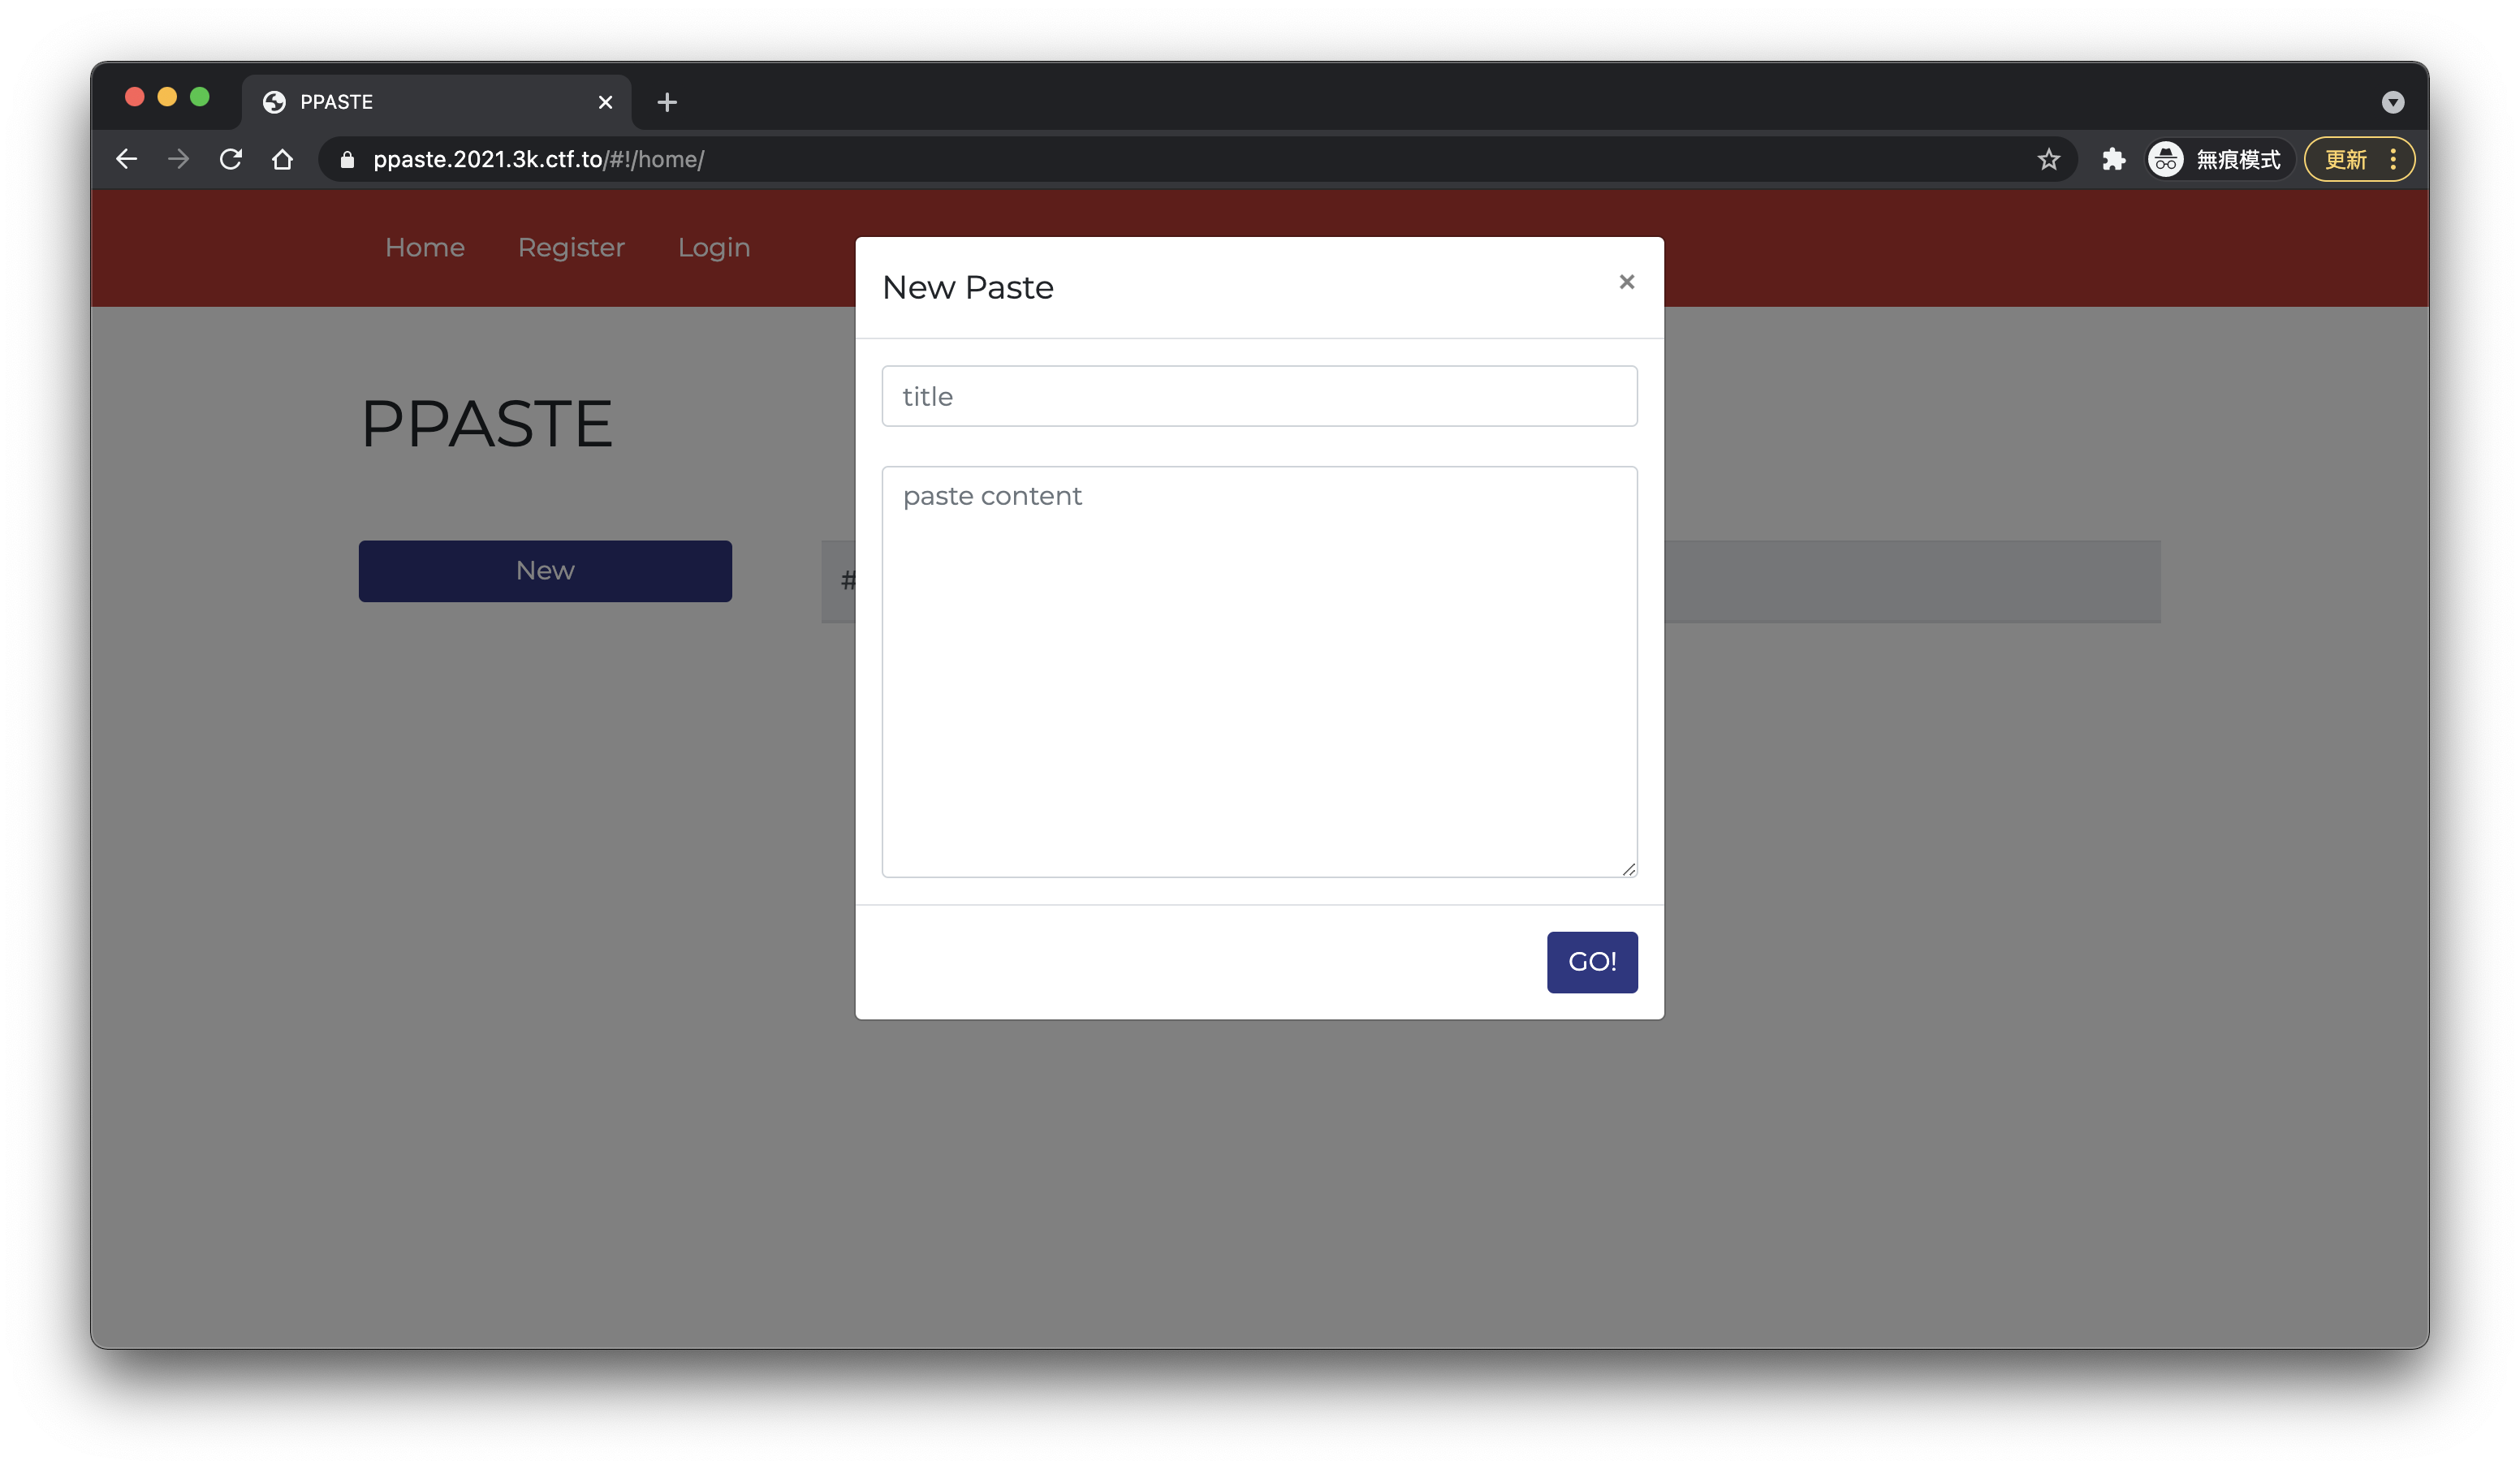 PPASTE
ppaste.2021.3k.ctf.to/#!/home/
無痕模式
更新
Home Register Login
New Paste
×
title
PPASTE
paste content
New
#
GO!